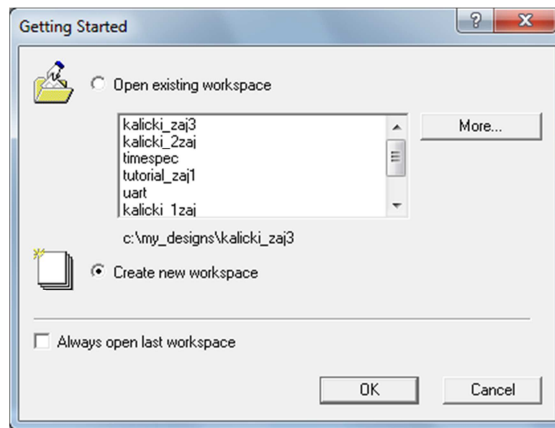 Getting Started
Open existing workspace
kalicki_zaj3
kalicki_2zaj
timespec
tutorial_zaj1
uart
kalicki_1zaj
More...
c:\my_designs\kalicki_zaj3
Create new workspace
Always open last workspace
OK
Cancel